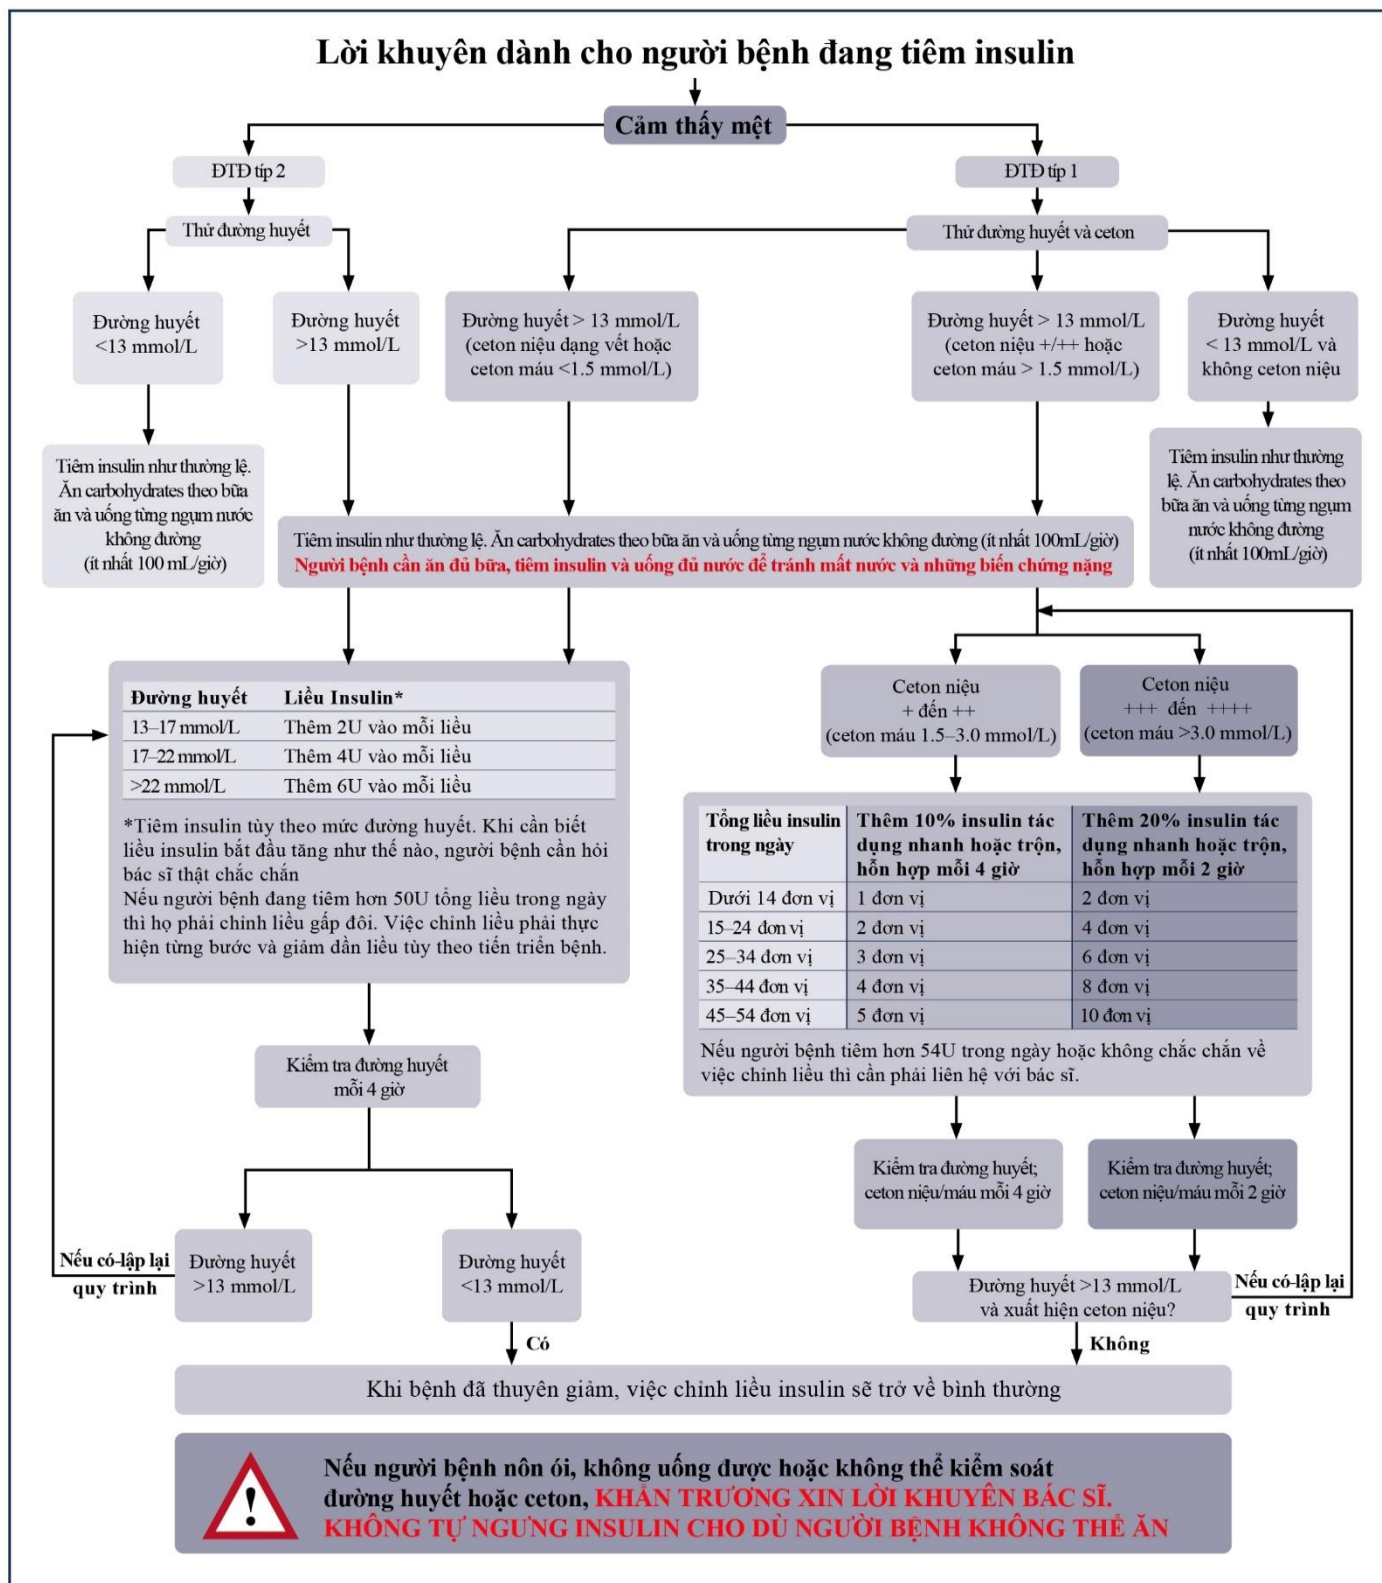 Lời khuyên dành cho người bệnh đang tiêm insulin
Cảm thấy mệt
ĐTĐ típ 2
ĐTĐ típ 1
Thử đường huyết
Thử đường huyết và ceton
Đường huyết
<13 mmol/L
Đường huyết
>13 mmol/L
Đường huyết > 13 mmol/L
(ceton niệu dạng vết hoặc
ceton máu <1.5 mmol/L)
Đường huyết > 13 mmol/L
(ceton niệu +/++ hoặc
ceton máu > 1.5 mmol/L)
Đường huyết
< 13 mmol/L và
không ceton niệu
Tiêm insulin như thường lệ.
Ăn carbohydrates theo bữa
ăn và uống từng ngụm nước
không đường
(ít nhất 100 mL/giờ)
Tiêm insulin như thường
lệ. Ăn carbohydrates theo
bữa ăn và uống từng ngụm
nước không đường
(ít nhất 100mL/giờ)
Tiêm insulin như thường lệ. Ăn carbohydrates theo bữa ăn và uống từng ngụm nước không đường (ít nhất 100mL/giờ)
Người bệnh cần ăn đủ bữa, tiêm insulin và uống đủ nước để tránh mất nước và những biến chứng nặng
Đường huyết Liều Insulin*
13–17 mmol/L Thêm 2U vào mỗi liều
17–22 mmol/L Thêm 4U vào mỗi liều
>22 mmol/L Thêm 6U vào mỗi liều
*Tiêm insulin tùy theo mức đường huyết. Khi cần biết
liều insulin bắt đầu tăng như thế nào, người bệnh cần hỏi
bác sĩ thật chắc chắn
Nếu người bệnh đang tiêm hơn 50U tổng liều trong ngày
thì họ phải chỉnh liều gấp đôi. Việc chỉnh liều phải thực
hiện từng bước và giảm dần liều tùy theo tiến triển bệnh.
Kiểm tra đường huyết
mỗi 4 giờ
Đường huyết
>13 mmol/L
Đường huyết
<13 mmol/L
Nếu có-lập lại
quy trình
Có
Ceton niệu
+ đến ++
(ceton máu 1.5–3.0 mmol/L)
Ceton niệu
+++ đến ++++
(ceton máu >3.0 mmol/L)
Tổng liều insulin
trong ngày
Thêm 10% insulin tác
dụng nhanh hoặc trộn,
hỗn hợp mỗi 4 giờ
Thêm 20% insulin tác
dụng nhanh hoặc trộn,
hỗn hợp mỗi 2 giờ
Dưới 14 đơn vị 1 đơn vị 2 đơn vị
15–24 đơn vị 2 đơn vị 4 đơn vị
25–34 đơn vị 3 đơn vị 6 đơn vị
35–44 đơn vị 4 đơn vị 8 đơn vị
45–54 đơn vị 5 đơn vị 10 đơn vị
Nếu người bệnh tiêm hơn 54U trong ngày hoặc không chắc chắn về
việc chỉnh liều thì cần phải liên hệ với bác sĩ.
Kiểm tra đường huyết;
ceton niệu/máu mỗi 4 giờ
Kiểm tra đường huyết;
ceton niệu/máu mỗi 2 giờ
Đường huyết >13 mmol/L
và xuất hiện ceton niệu?
Nếu có-lập lại
quy trình
Không
Khi bệnh đã thuyên giảm, việc chỉnh liều insulin sẽ trở về bình thường
Nếu người bệnh nôn ói, không uống được hoặc không thể kiểm soát
đường huyết hoặc ceton, KHẨN TRƯƠNG XIN LỜI KHUYÊN BÁC SĨ.
KHÔNG TỰ NGƯNG INSULIN CHO DÙ NGƯỜI BỆNH KHÔNG THỂ ĂN